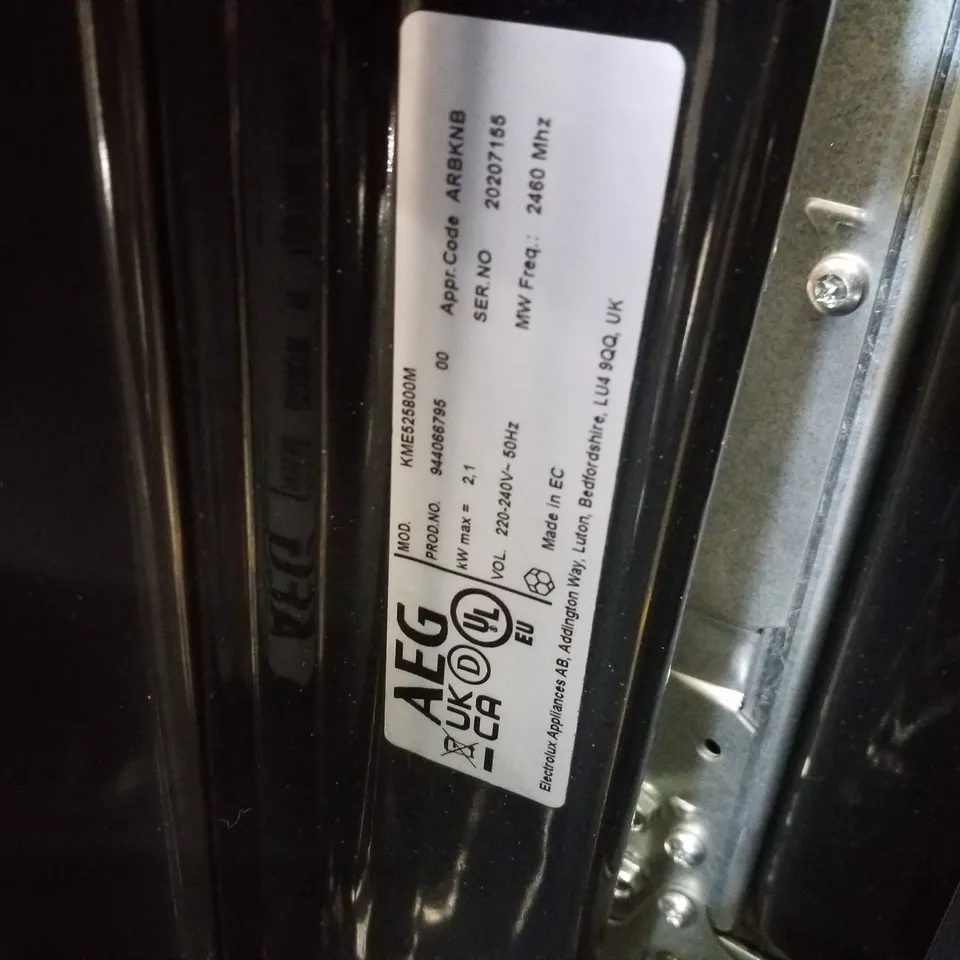 AEG
UK
CA
D
UL
EU
MOD. KME525800M
PROD.NO. 944066795 00 Appr.Code ARBKNB
kW max = 2,1 SER.NO 20207155
VOL. 220-240V~ 50Hz MW Freq.: 2460 Mhz
Made in EC
Electrolux Appliances AB, Addington Way, Luton, Bedfordshire, LU4 9QQ, UK